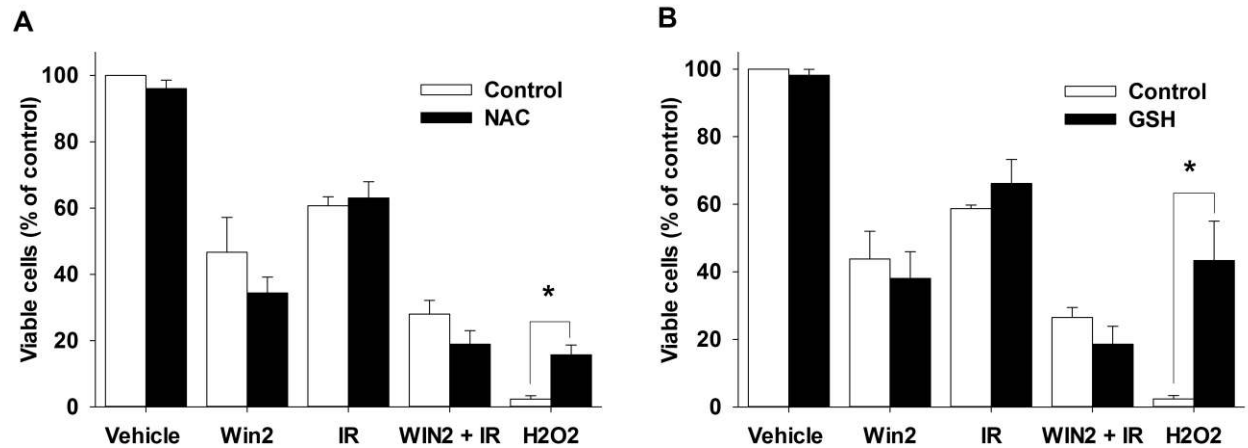 A
Viable cells (% of control)
100
80
60
40
20
0
Control
NAC
*
Vehicle Win2 IR WIN2 + IR H2O2
B
Viable cells (% of control)
100
80
60
40
20
0
Control
GSH
*
Vehicle Win2 IR WIN2 + IR H2O2